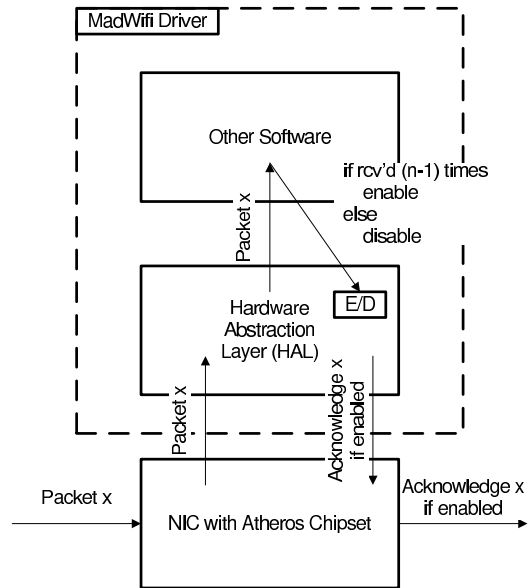 MadWifi Driver
Other Software
if rcv'd (n-1) times
enable
else
disable
Packet x
E/D
Hardware
Abstraction
Layer (HAL)
Packet x
Acknowledge x
if enabled
Packet x
NIC with Atheros Chipset
Acknowledge x
if enabled